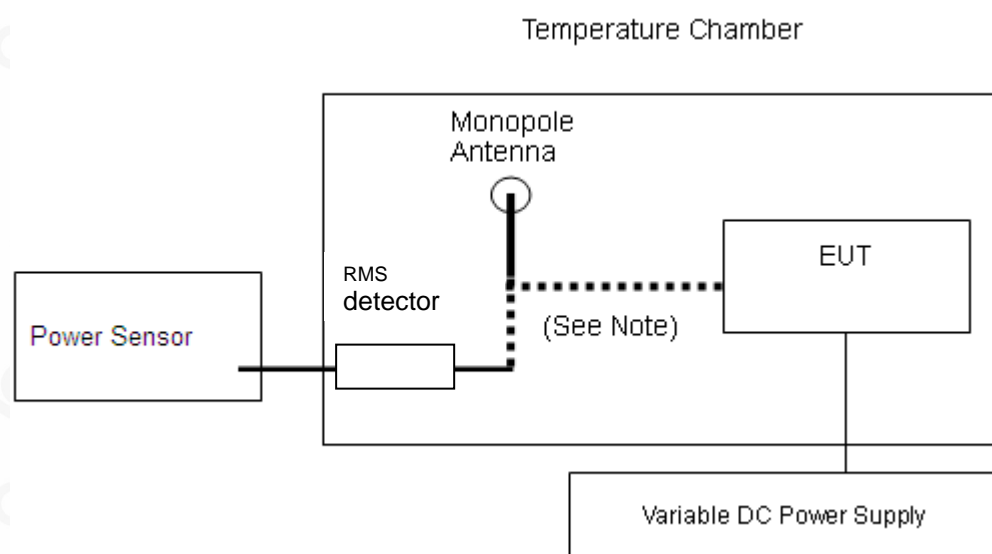 Temperature Chamber
Monopole
Antenna
EUT
RMS
detector
(See Note)
Power Sensor
Variable DC Power Supply